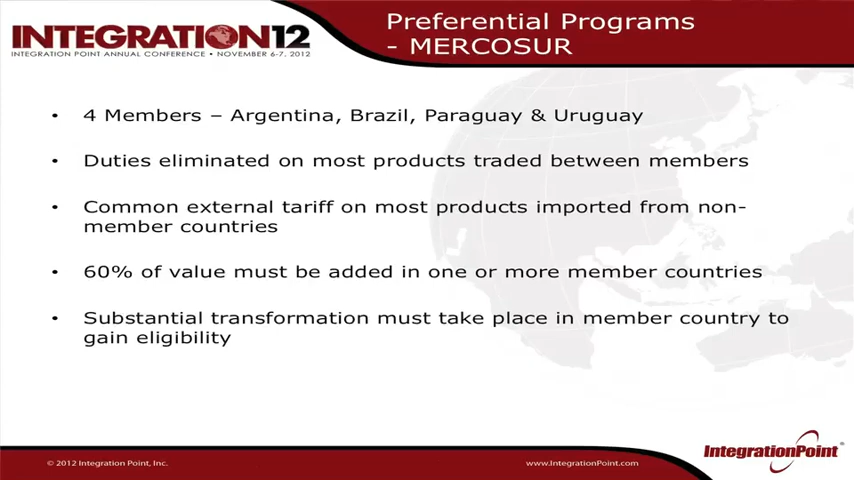 INTEGRATION12
INTEGRATION POINT ANNUAL CONFERENCE • NOVEMBER 6-7, 2012
Preferential Programs
- MERCOSUR
• 4 Members – Argentina, Brazil, Paraguay & Uruguay
• Duties eliminated on most products traded between members
• Common external tariff on most products imported from non-
member countries
• 60% of value must be added in one or more member countries
• Substantial transformation must take place in member country to
gain eligibility
© 2012 Integration Point, Inc.
www.IntegrationPoint.com
IntegrationPoint®